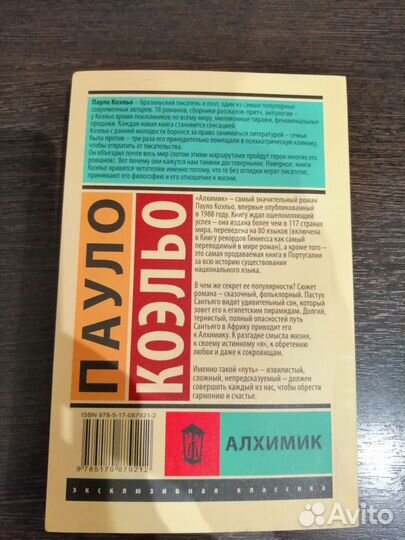 Пауло Коэльо – Бразильский писатель и поэт, один из самых популярных
современных авторов. 18 романов, сборники рассказов-притч, антологии –
у Коэльо армия поклонников по всему миру, миллионные тиражи, феноменальные
продажи. Каждая новая книга становится сенсацией.
Коэльо с ранней молодости боролся за право заниматься литературой – семья
была против – три раза его принудительно помещали в психиатрическую клинику,
чтобы отвратить от писательства.
Он объездил почти весь мир (потом этими маршрутами пройдут герои многих его
романов). Вот почему они кажутся нам такими достоверными. Наверное, книги
Коэльо нравятся читателям именно потому, что те без оглядки верят писателю,
принимают его философию и его отношение к жизни.
ПАУЛО
КОЭЛЬО
«Алхимик» – самый значительный роман
Пауло Коэльо, впервые опубликованный
в 1988 году. Книгу ждал ошеломляющий
успех – она издана более чем в 117 странах
мира, переведена на 80 языков (включена
в Книгу рекордов Гиннесса как самый
переводимый в мире роман), а кроме того –
это самая продаваемая книга в Португалии
за всю историю существования
национального языка.
В чем же секрет ее популярности? Сюжет
романа – сказочный, фольклорный. Пастух
Сантьяго видит удивительный сон, который
зовет его к египетским пирамидам. Долгий,
тернистый, полный опасностей путь
Сантьяго в Африку приводит его
к Алхимику. К разгадке смысла жизни,
к своему истинному «я», к обретению
любви и даже к сокровищам.
Именно такой «путь» – извилистый,
сложный, непредсказуемый – должен
совершить каждый из нас, чтобы обрести
гармонию и счастье.
ISBN 978-5-17-087921-2
9 785170 879212
АЛХИМИК
эксклюзивная классика
Avito